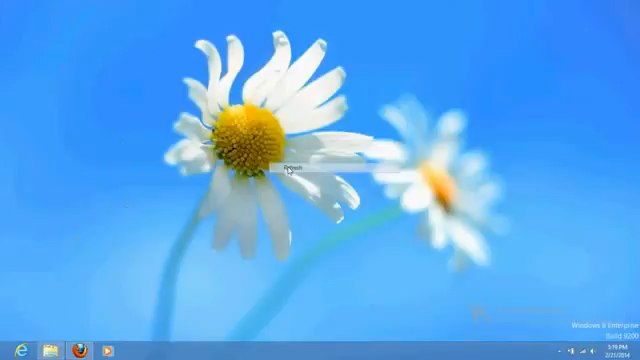 Refresh
Windows 8 Enterprise
Build 9200
3:16 PM
2/21/2014